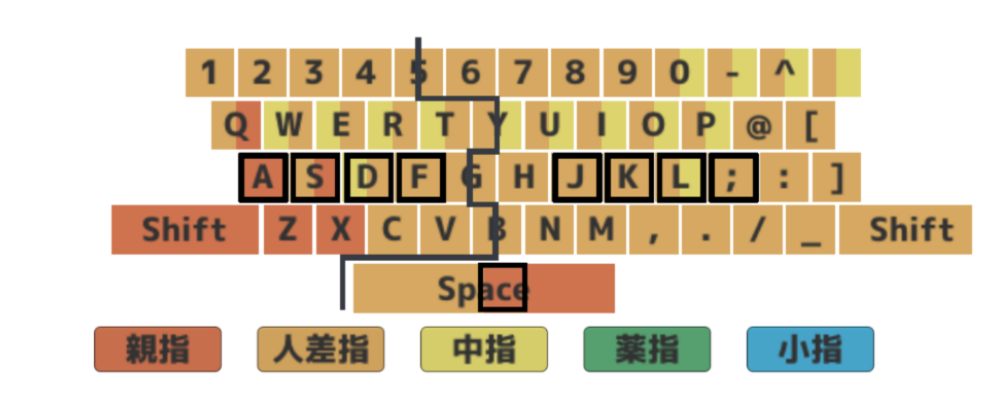 1 2 3 4 5 6 7 8 9 0 - ^
Q W E R T Y U I O P @ [
A S D F G H J K L ; : ]
Shift Z X C V B N M , . / _ Shift
Space
親指 人差指 中指 薬指 小指